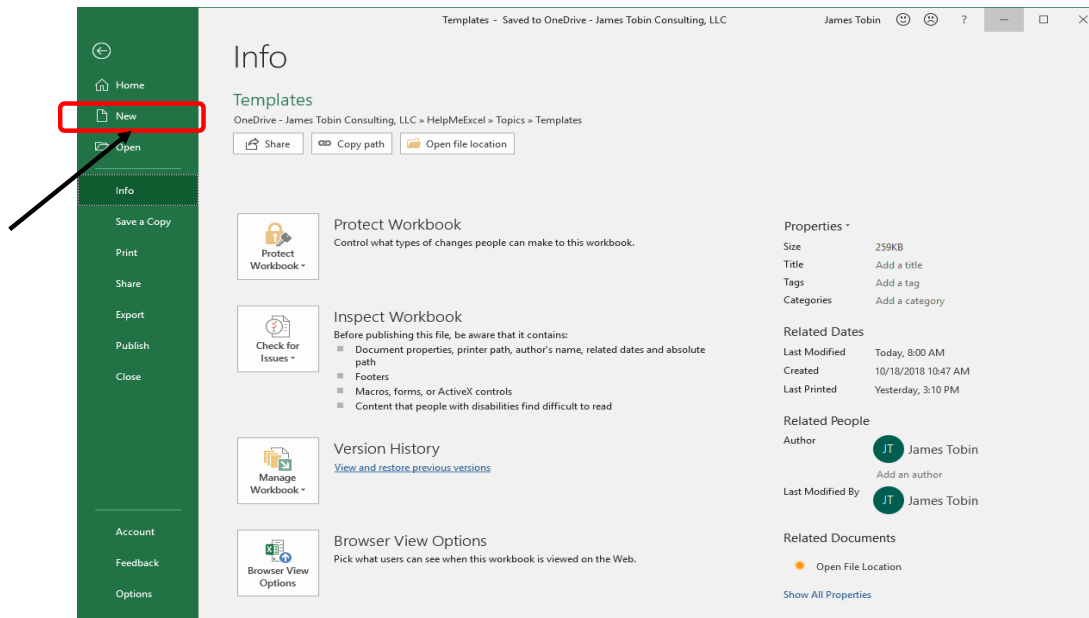 Templates - Saved to OneDrive - James Tobin Consulting, LLC
James Tobin
?
Info
Home
New
Open
Info
Save a Copy
Print
Share
Export
Publish
Close
Account
Feedback
Options
Templates
OneDrive - James Tobin Consulting, LLC » HelpMeExcel » Topics » Templates
Share
Copy path
Open file location
Protect
Workbook
Protect Workbook
Control what types of changes people can make to this workbook.
Check for
Issues
Inspect Workbook
Before publishing this file, be aware that it contains:
Document properties, printer path, author's name, related dates and absolute
path
Footers
Macros, forms, or ActiveX controls
Content that people with disabilities find difficult to read
Manage
Workbook
Version History
View and restore previous versions
Browser View
Options
Browser View Options
Pick what users can see when this workbook is viewed on the Web.
Properties
Size 259KB
Title Add a title
Tags Add a tag
Categories Add a category
Related Dates
Last Modified Today, 8:00 AM
Created 10/18/2018 10:47 AM
Last Printed Yesterday, 3:10 PM
Related People
Author JT James Tobin
Add an author
Last Modified By JT James Tobin
Related Documents
Open File Location
Show All Properties